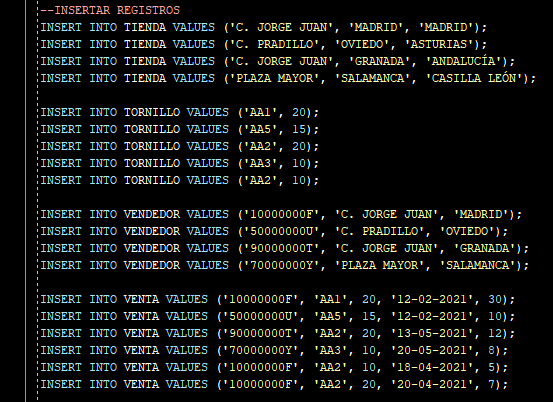 --INSERTAR REGISTROS
INSERT INTO TIENDA VALUES ('C. JORGE JUAN', 'MADRID', 'MADRID');
INSERT INTO TIENDA VALUES ('C. PRADILLO', 'OVIEDO', 'ASTURIAS');
INSERT INTO TIENDA VALUES ('C. JORGE JUAN', 'GRANADA', 'ANDALUCÍA');
INSERT INTO TIENDA VALUES ('PLAZA MAYOR', 'SALAMANCA', 'CASILLA LEÓN');
INSERT INTO TORNILLO VALUES ('AA1', 20);
INSERT INTO TORNILLO VALUES ('AA5', 15);
INSERT INTO TORNILLO VALUES ('AA2', 20);
INSERT INTO TORNILLO VALUES ('AA3', 10);
INSERT INTO TORNILLO VALUES ('AA2', 10);
INSERT INTO VENDEDOR VALUES ('10000000F', 'C. JORGE JUAN', 'MADRID');
INSERT INTO VENDEDOR VALUES ('50000000U', 'C. PRADILLO', 'OVIEDO');
INSERT INTO VENDEDOR VALUES ('90000000T', 'C. JORGE JUAN', 'GRANADA');
INSERT INTO VENDEDOR VALUES ('70000000Y', 'PLAZA MAYOR', 'SALAMANCA');
INSERT INTO VENTA VALUES ('10000000F', 'AA1', 20, '12-02-2021', 30);
INSERT INTO VENTA VALUES ('50000000U', 'AA5', 15, '12-02-2021', 10);
INSERT INTO VENTA VALUES ('90000000T', 'AA2', 20, '13-05-2021', 12);
INSERT INTO VENTA VALUES ('70000000Y', 'AA3', 10, '20-05-2021', 8);
INSERT INTO VENTA VALUES ('10000000F', 'AA2', 10, '18-04-2021', 5);
INSERT INTO VENTA VALUES ('10000000F', 'AA2', 20, '20-04-2021', 7);